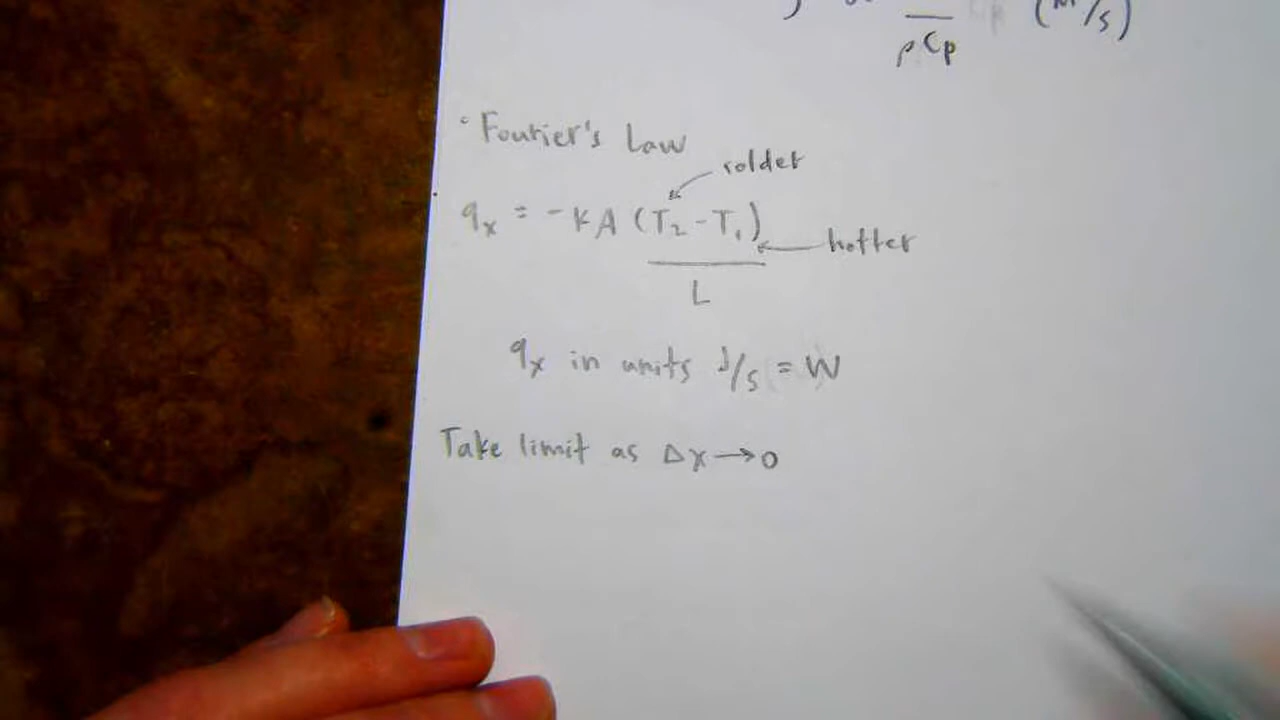 ρCp (m/s)
• Fourier's Law
colder
qx = -kA (T2 - T1)
hotter
L
qx in units J/s = W
Take limit as Δx → 0